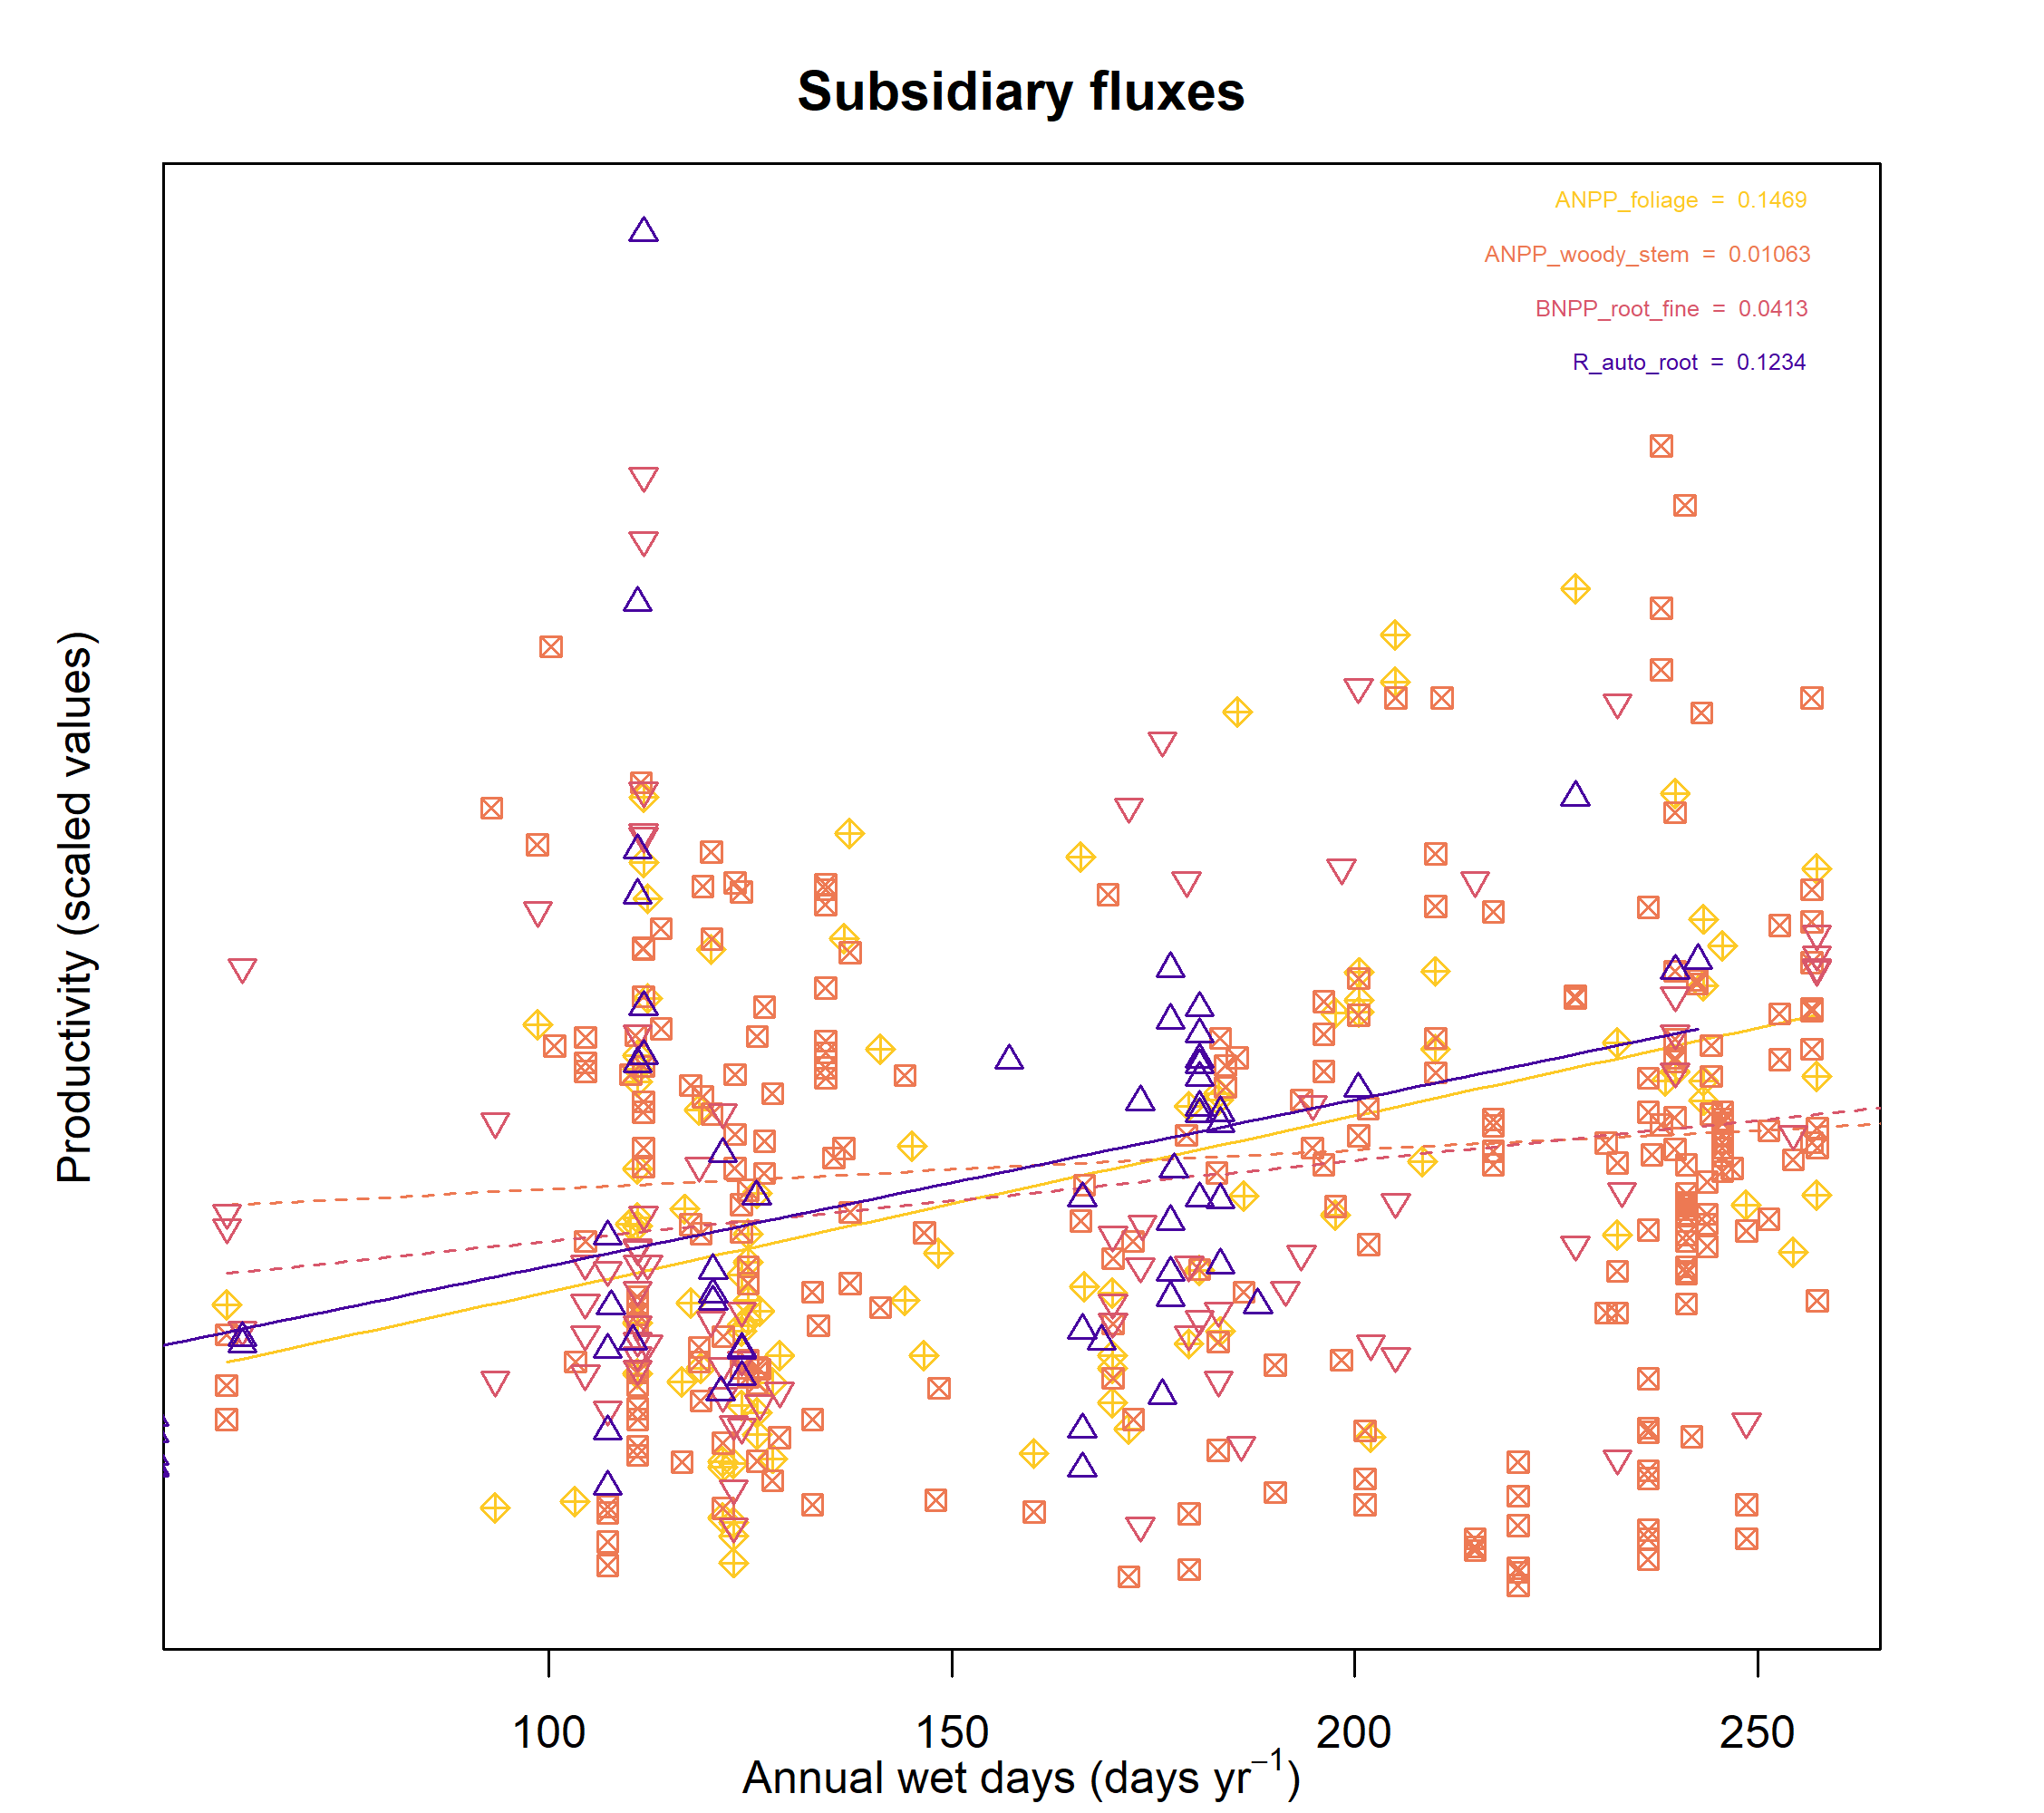 Subsidiary fluxes
ANPP_foliage = 0.1469
ANPP_woody_stem = 0.01063
BNPP_root_fine = 0.0413
R_auto_root = 0.1234
Productivity (scaled values)
100 150 200 250
Annual wet days (days yr⁻¹)